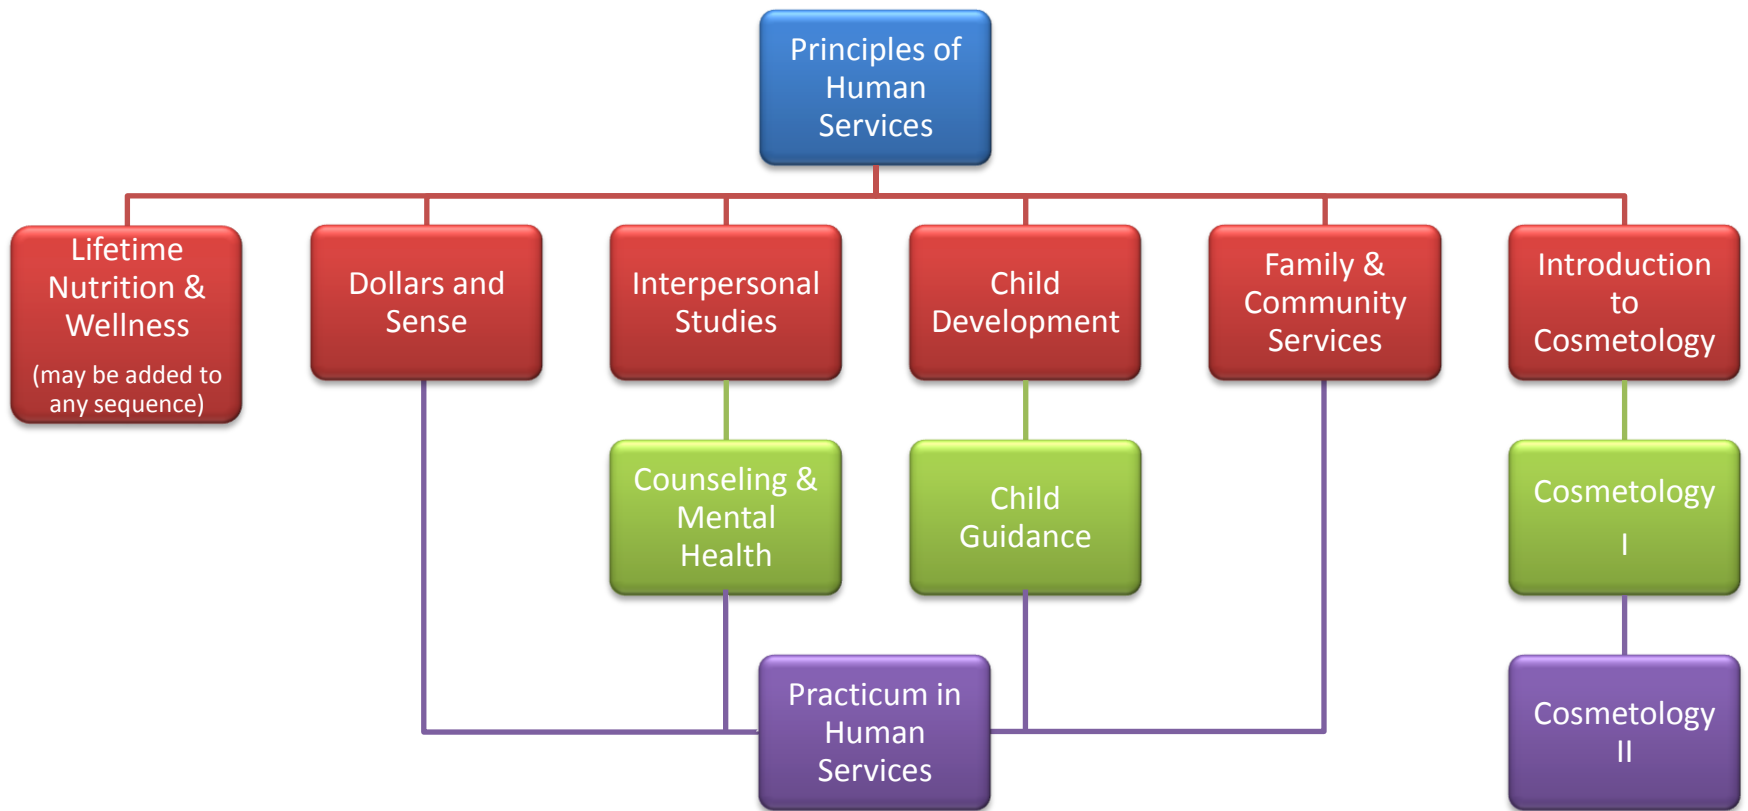 Principles of
Human
Services
Lifetime
Nutrition &
Wellness
(may be added to
any sequence)
Dollars and
Sense
Interpersonal
Studies
Child
Development
Family &
Community
Services
Introduction
to
Cosmetology
Counseling &
Mental
Health
Child
Guidance
Cosmetology
I
Practicum in
Human
Services
Cosmetology
II